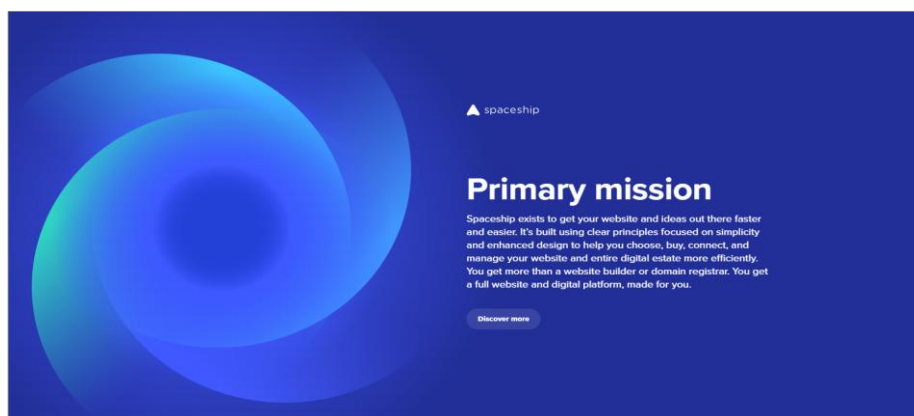 spaceship
Primary mission
Spaceship exists to get your website and ideas out there faster
and easier. It's built using clear principles focused on simplicity
and enhanced design to help you choose, buy, connect, and
manage your website and entire digital estate more efficiently.
You get more than a website builder or domain registrar. You get
a full website and digital platform, made for you.
Discover more